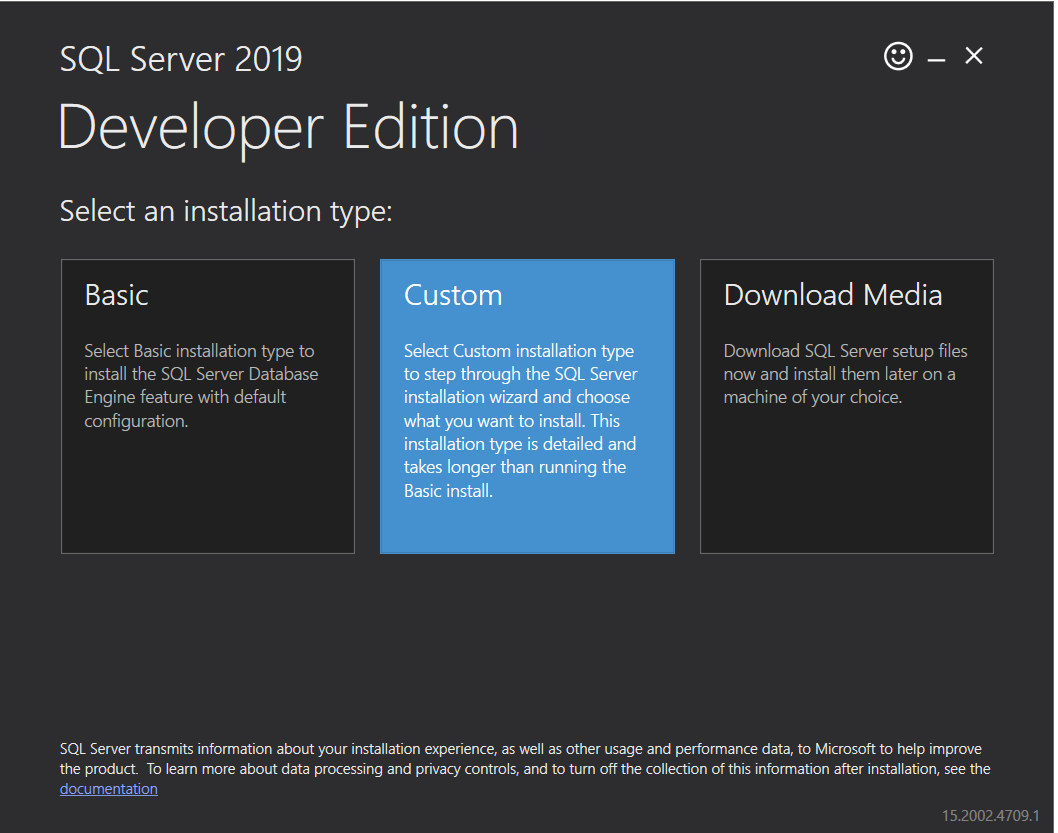 SQL Server 2019
Developer Edition
Select an installation type:
Basic
Select Basic installation type to
install the SQL Server Database
Engine feature with default
configuration.
Custom
Select Custom installation type
to step through the SQL Server
installation wizard and choose
what you want to install. This
installation type is detailed and
takes longer than running the
Basic install.
Download Media
Download SQL Server setup files
now and install them later on a
machine of your choice.
SQL Server transmits information about your installation experience, as well as other usage and performance data, to Microsoft to help improve
the product.  To learn more about data processing and privacy controls, and to turn off the collection of this information after installation, see the
documentation
15.2002.4709.1